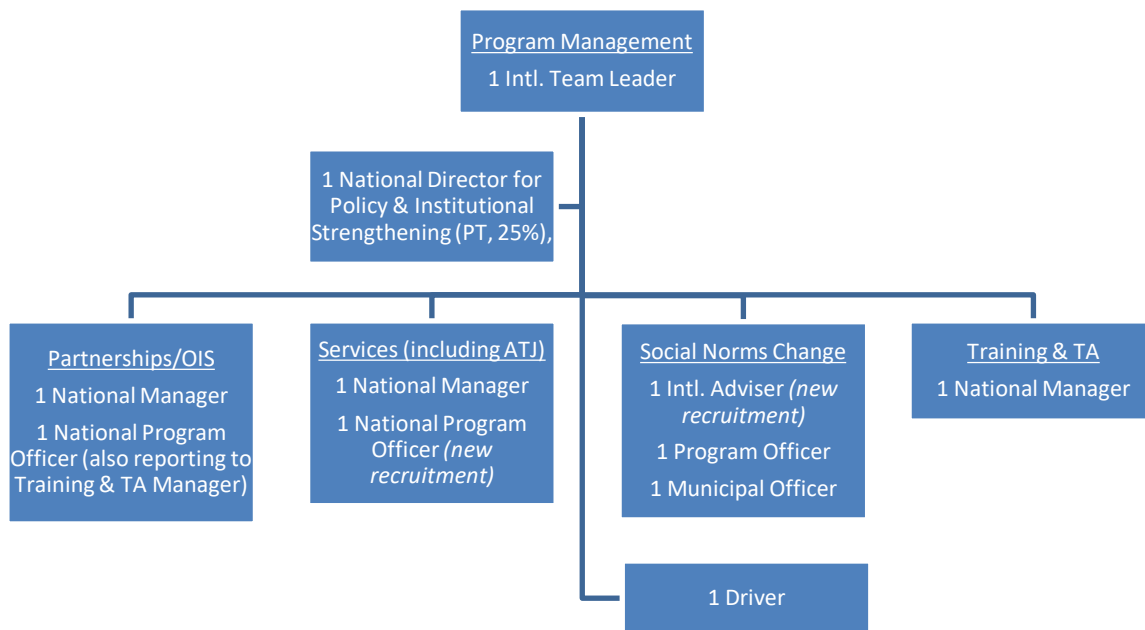 Program Management
1 Intl. Team Leader
1 National Director for
Policy & Institutional
Strengthening (PT, 25%),
Partnerships/OIS
1 National Manager
1 National Program
Officer (also reporting to
Training & TA Manager)
Services (including ATJ)
1 National Manager
1 National Program
Officer (new
recruitment)
Social Norms Change
1 Intl. Adviser (new
recruitment)
1 Program Officer
1 Municipal Officer
Training & TA
1 National Manager
1 Driver